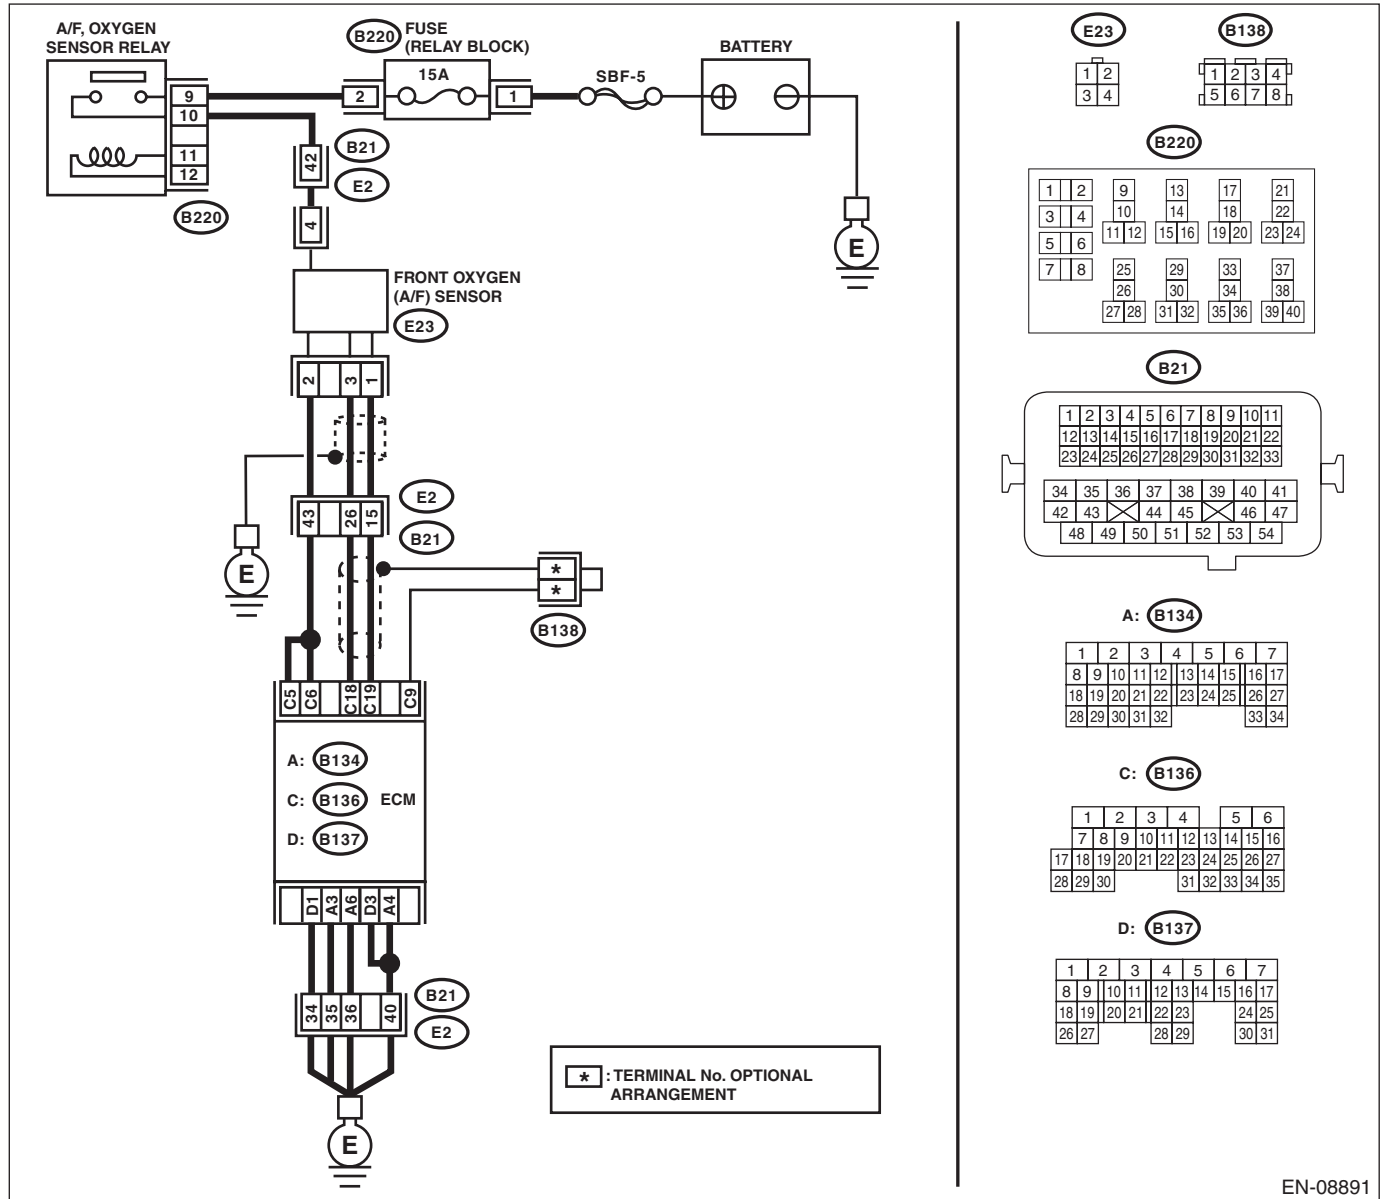 A/F, OXYGEN
SENSOR RELAY
B220
FUSE
(RELAY BLOCK)
15A
SBF-5
BATTERY
9
10
11
12
2
1
B220
42
B21
E2
4
E
FRONT OXYGEN
(A/F) SENSOR
E23
2 3 1
E2
43 26 15
B21
E
*
*
B138
C5 C6 C18 C19 C9
A: B134
C: B136 ECM
D: B137
D1 A3 A6 D3 A4
34 35 36 40
B21
E2
E
* : TERMINAL No. OPTIONAL
ARRANGEMENT
E23
1 2
3 4
B138
1 2 3 4
5 6 7 8
B220
1 2 9 13 17 21
3 4 10 14 18 22
11 12 15 16 19 20 23 24
5 6
7 8 25 29 33 37
26 30 34 38
27 28 31 32 35 36 39 40
B21
1 2 3 4 5 6 7 8 9 10 11
12 13 14 15 16 17 18 19 20 21 22
23 24 25 26 27 28 29 30 31 32 33
34 35 36 37 38 39 40 41
42 43 44 45 46 47
48 49 50 51 52 53 54
A: B134
1 2 3 4 5 6 7
8 9 10 11 12 13 14 15 16 17
18 19 20 21 22 23 24 25 26 27
28 29 30 31 32 33 34
C: B136
1 2 3 4 5 6
7 8 9 10 11 12 13 14 15 16
17 18 19 20 21 22 23 24 25 26 27
28 29 30 31 32 33 34 35
D: B137
1 2 3 4 5 6 7
8 9 10 11 12 13 14 15 16 17
18 19 20 21 22 23 24 25
26 27 28 29 30 31
EN-08891